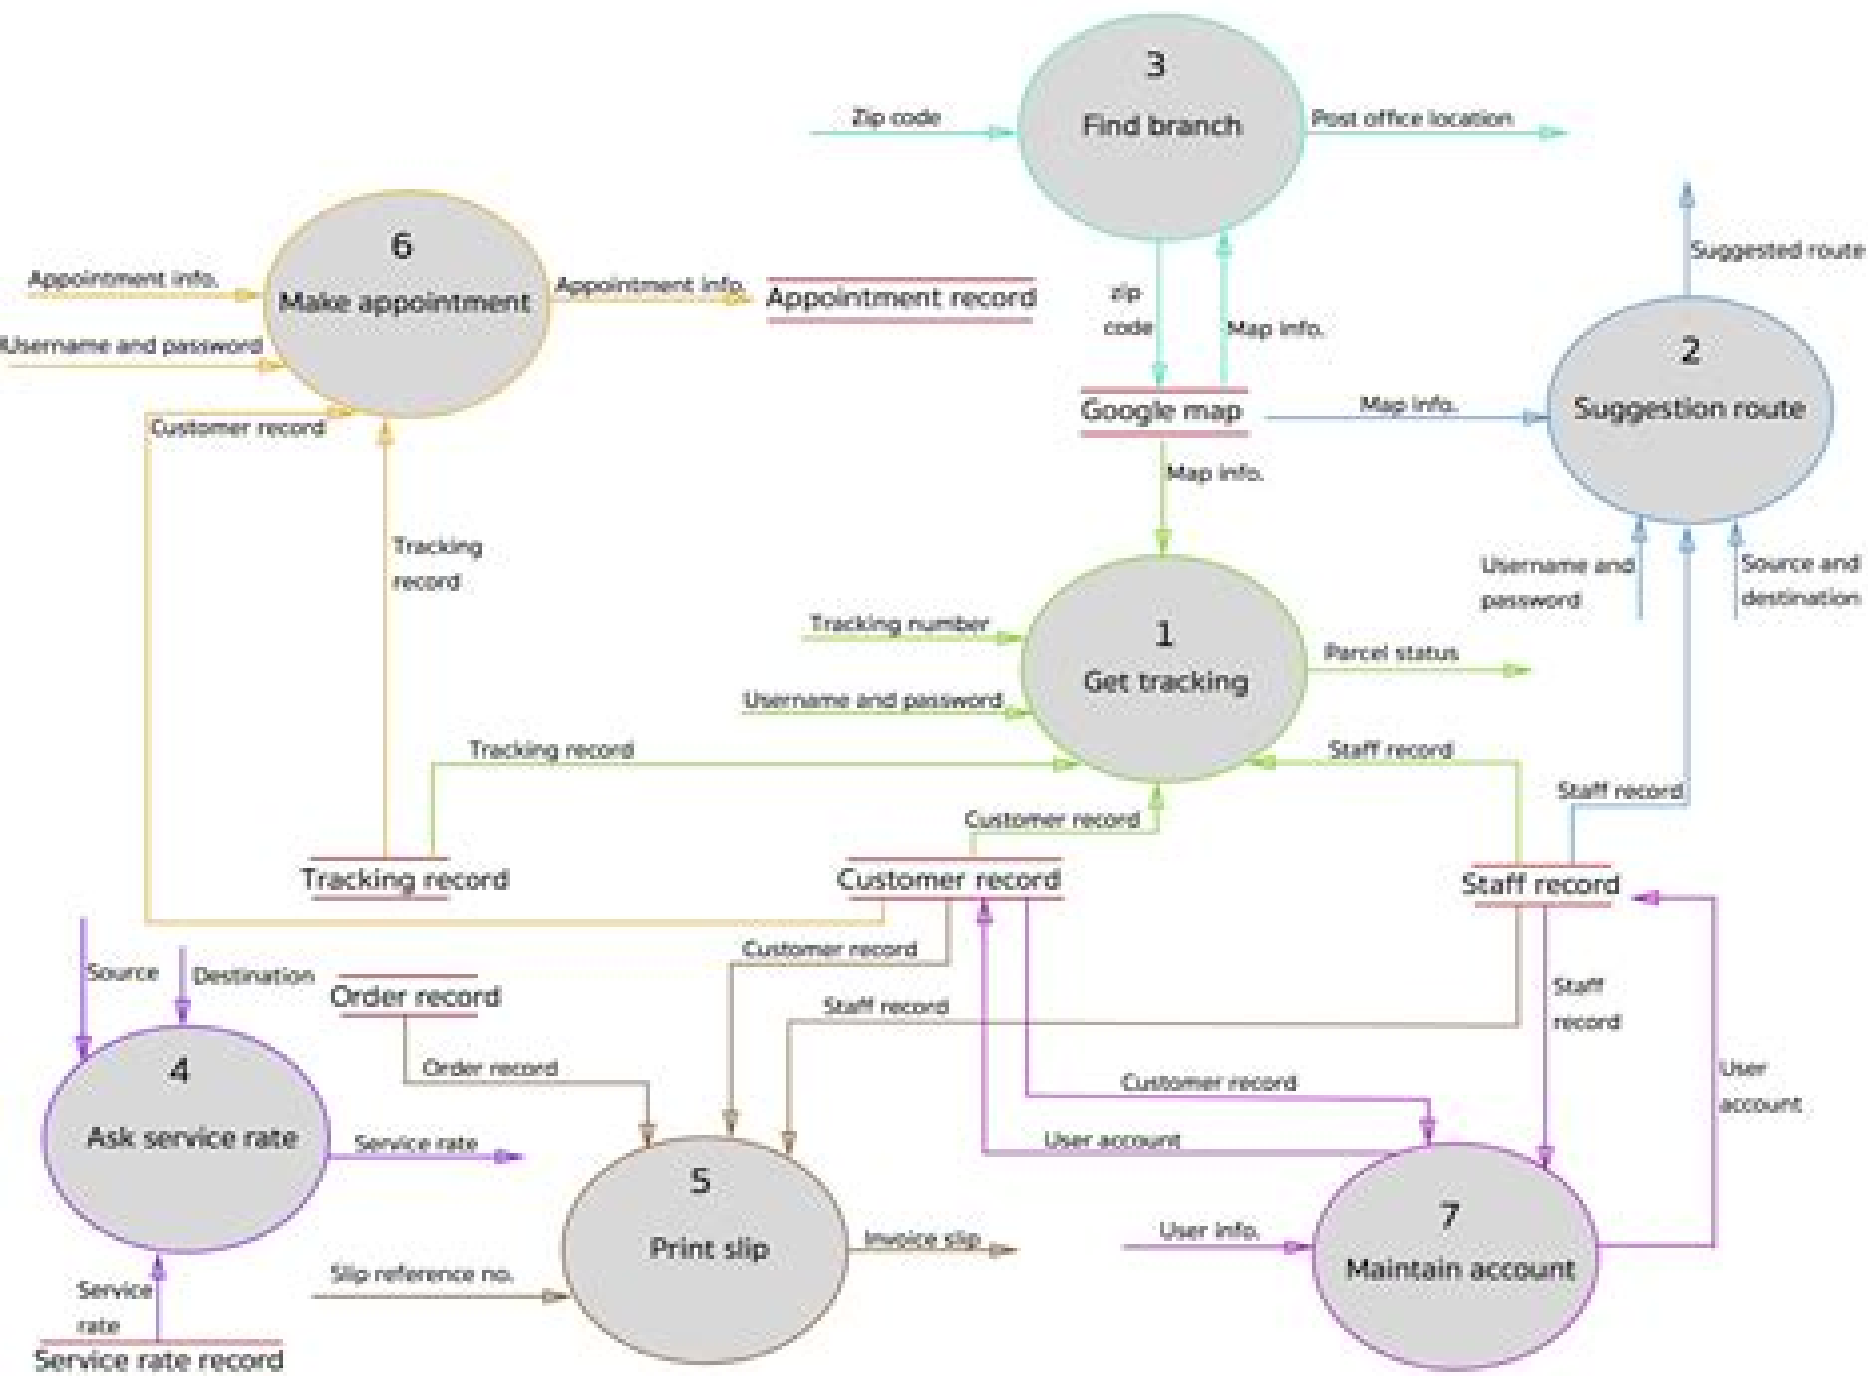 3
Find branch
Zip code
Post office location
zip
code
Map info.
6
Make appointment
Appointment info.
Username and password
Appointment info.
Appointment record
Customer record
Tracking
record
Google map
Map info.
Suggested route
2
Suggestion route
Map info.
Username and
password
Source and
destination
Staff record
Tracking number
1
Get tracking
Username and password
Parcel status
Tracking record
Staff record
Customer record
Tracking record
Customer record
Staff record
Source
Destination
Order record
Customer record
Staff record
Staff
record
User
account
4
Ask service rate
Order record
Service rate
Customer record
User account
5
Print slip
Invoice slip
Slip reference no.
User info.
7
Maintain account
Service
rate
Service rate record